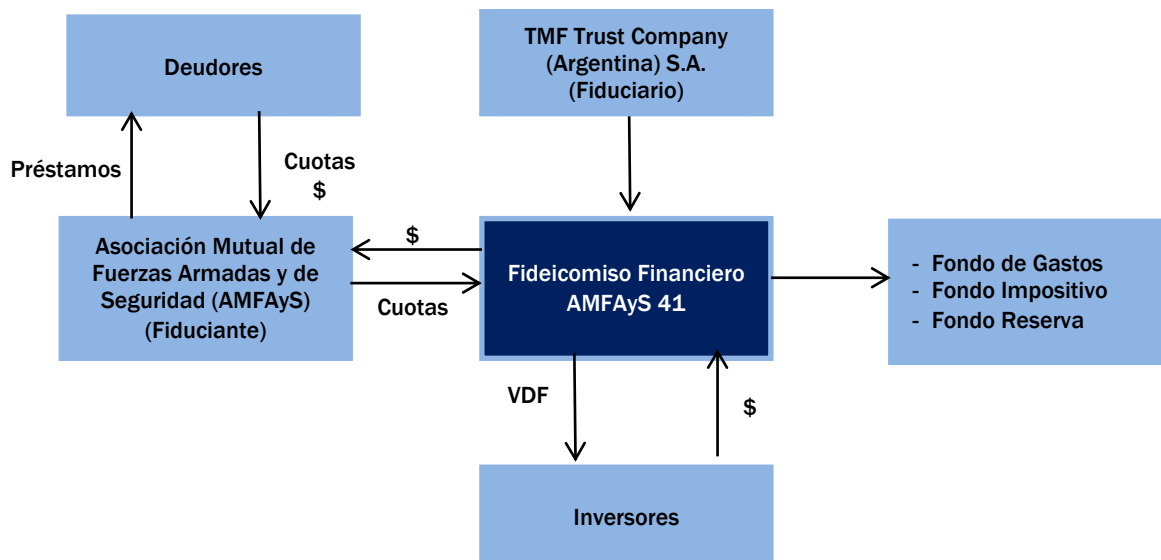 Deudores
TMF Trust Company
(Argentina) S.A.
(Fiduciario)
Préstamos
Cuotas
$
Asociación Mutual de
Fuerzas Armadas y de
Seguridad (AMFAyS)
(Fiduciante)
$
Cuotas
Fideicomiso Financiero
AMFAyS 41
- Fondo de Gastos
- Fondo Impositivo
- Fondo Reserva
VDF
$
Inversores